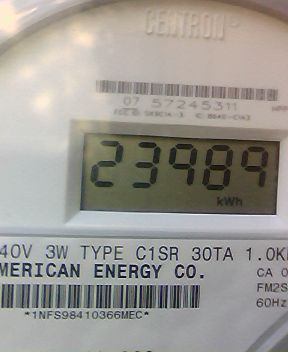 CENTRON
07 57245311
23989
kWh
40V 3W TYPE C1SR 30TA 1.0K
MERICAN ENERGY CO.
CA 0
FM2S
60Hz
*1NFS98410366MEC*